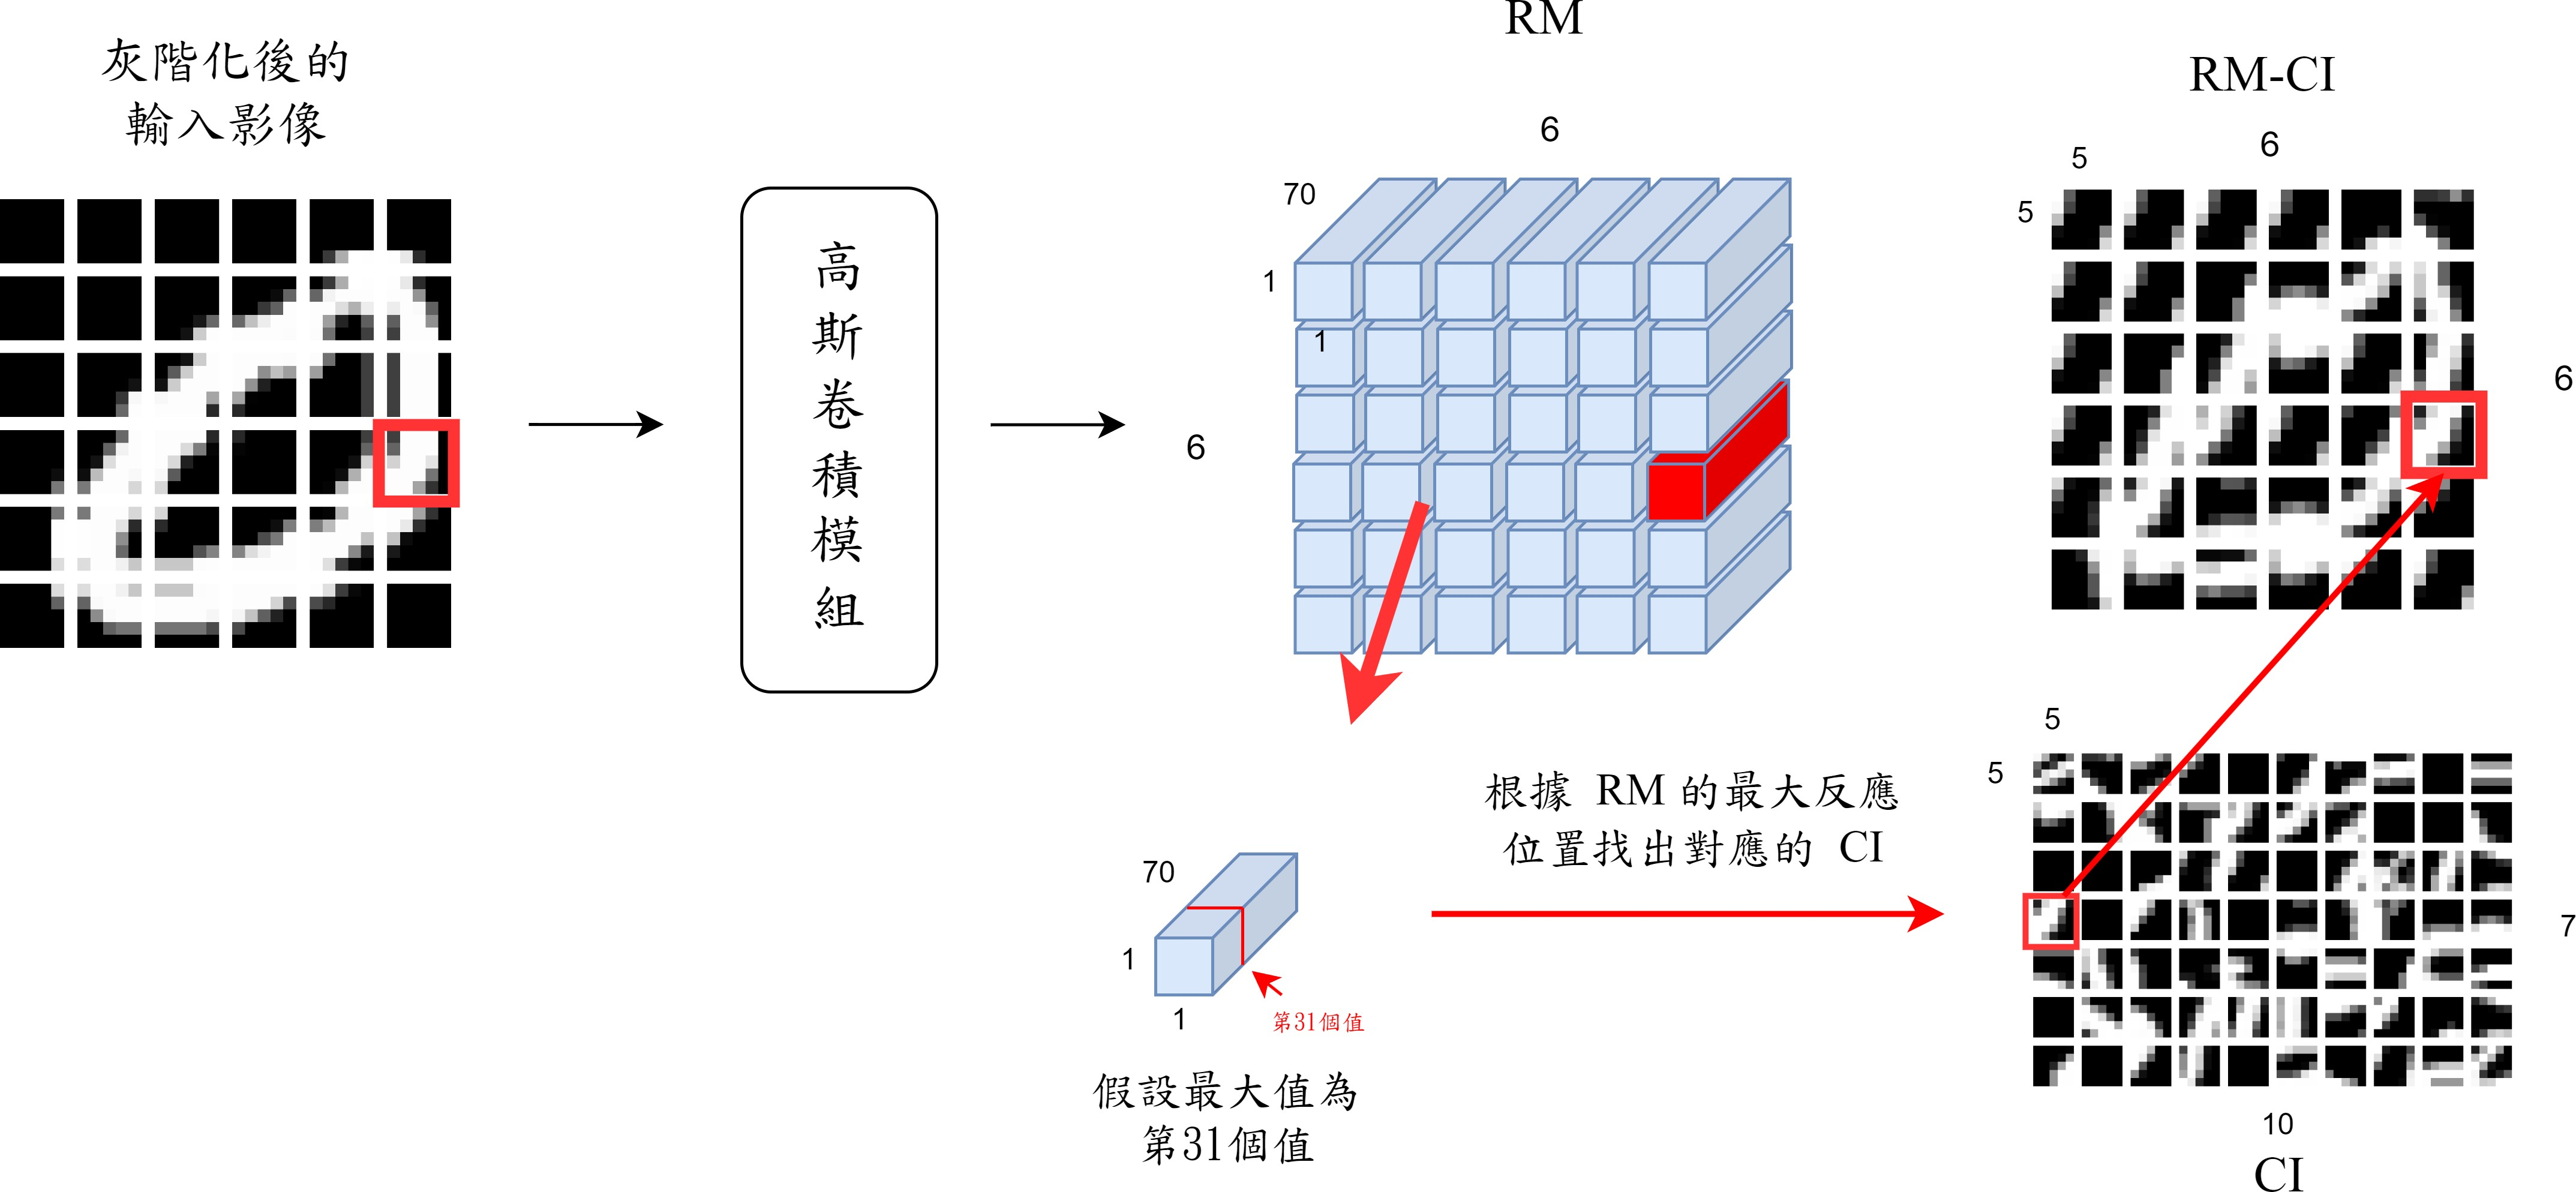 灰階化後的
輸入影像
高
斯
卷
積
模
組
RM
6
70
1
1
6
RM-CI
5
6
5
6
70
1
1
第31個值
假設最大值為
第31個值
根據 RM 的最大反應
位置找出對應的 CI
5
5
7
10
CI